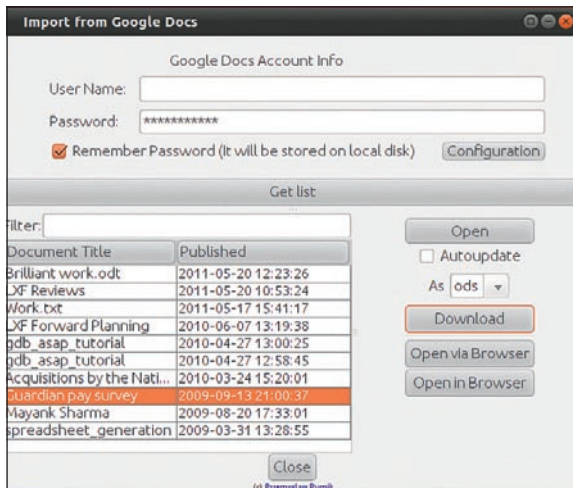 Import from Google Docs
Google Docs Account Info
User Name:
Password: ***********
Remember Password (It will be stored on local disk) Configuration
Get list
Filter:
Document Title Published
Brilliant work.odt 2011-05-20 12:23:26
LXF Reviews 2011-05-20 10:53:24
Work.txt 2011-05-17 15:41:17
LXF Forward Planning 2010-06-07 13:19:38
gdb_asap_tutorial 2010-04-27 13:00:25
gdb_asap_tutorial 2010-04-27 12:58:45
Acquisitions by the Nati... 2010-03-24 15:20:01
Guardian pay survey 2009-09-13 21:00:37
Mayank Sharma 2009-08-20 17:33:01
spreadsheet_generation 2009-03-31 13:28:55
Open
Autoupdate
As ods
Download
Open via Browser
Open in Browser
Close